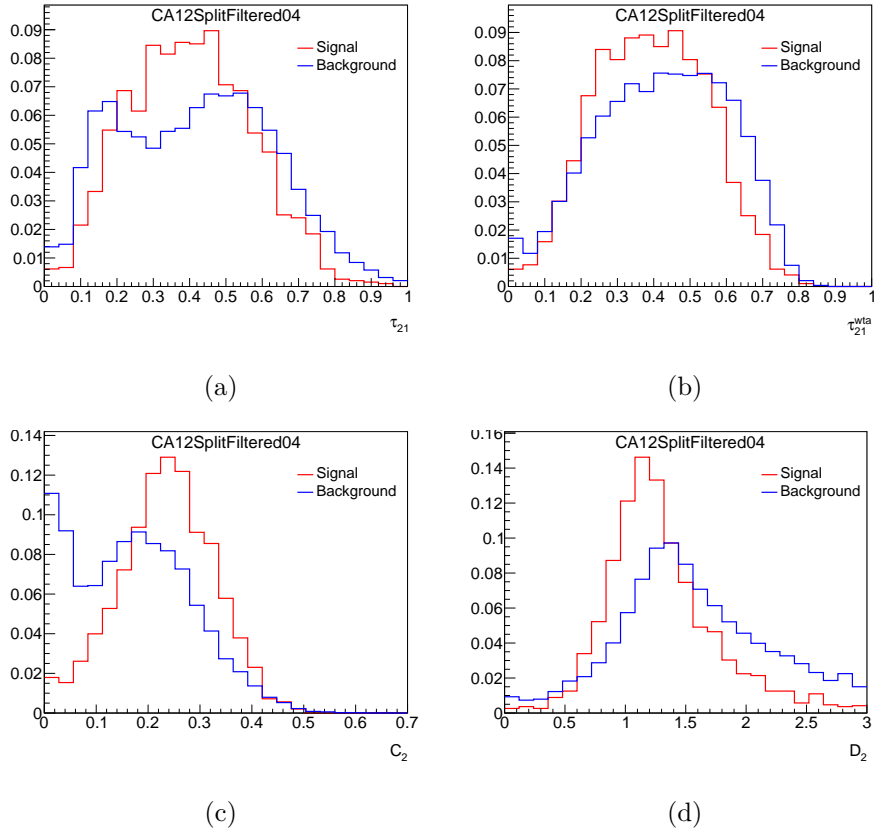 CA12SplitFiltered04
Signal
Background
0.09
0.08
0.07
0.06
0.05
0.04
0.03
0.02
0.01
0
0 0.1 0.2 0.3 0.4 0.5 0.6 0.7 0.8 0.9 1
τ21
(a)
CA12SplitFiltered04
Signal
Background
0.09
0.08
0.07
0.06
0.05
0.04
0.03
0.02
0.01
0
0 0.1 0.2 0.3 0.4 0.5 0.6 0.7 0.8 0.9 1
τ21^wta
(b)
CA12SplitFiltered04
Signal
Background
0.14
0.12
0.1
0.08
0.06
0.04
0.02
0
0 0.1 0.2 0.3 0.4 0.5 0.6 0.7
C2
(c)
CA12SplitFiltered04
Signal
Background
0.16
0.14
0.12
0.1
0.08
0.06
0.04
0.02
0
0 0.5 1 1.5 2 2.5 3
D2
(d)